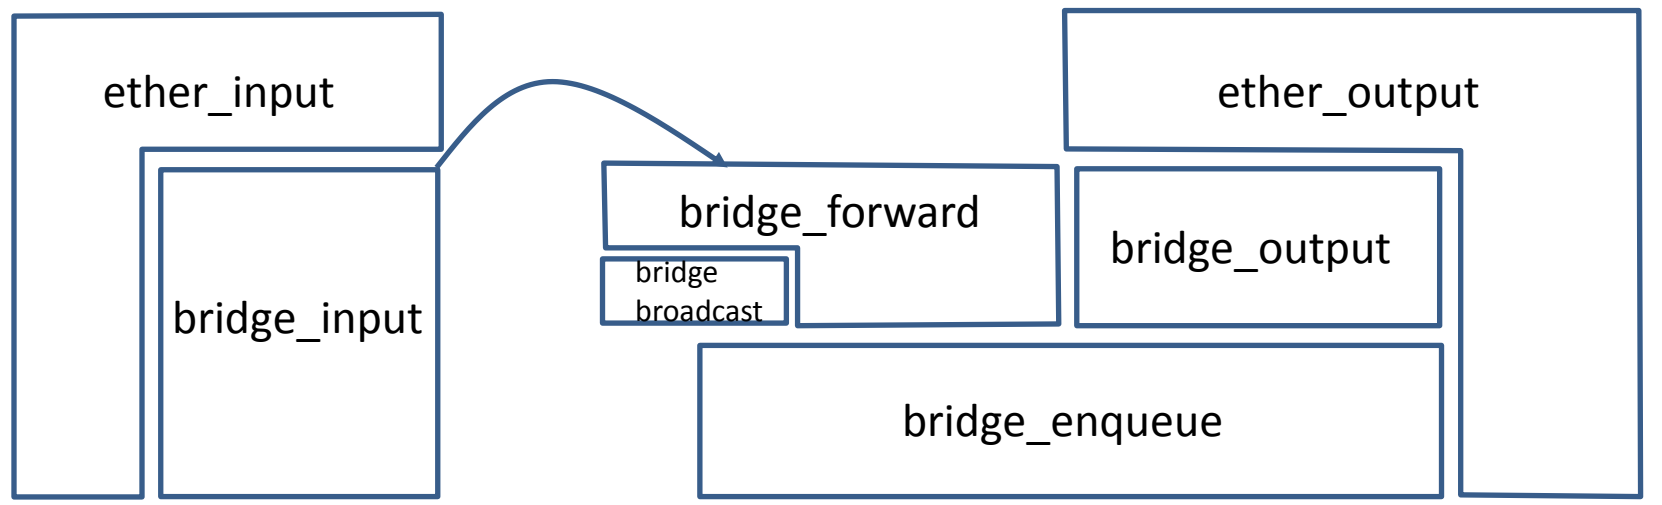 ether_input
ether_output
bridge_forward
bridge_output
bridge
broadcast
bridge_input
bridge_enqueue